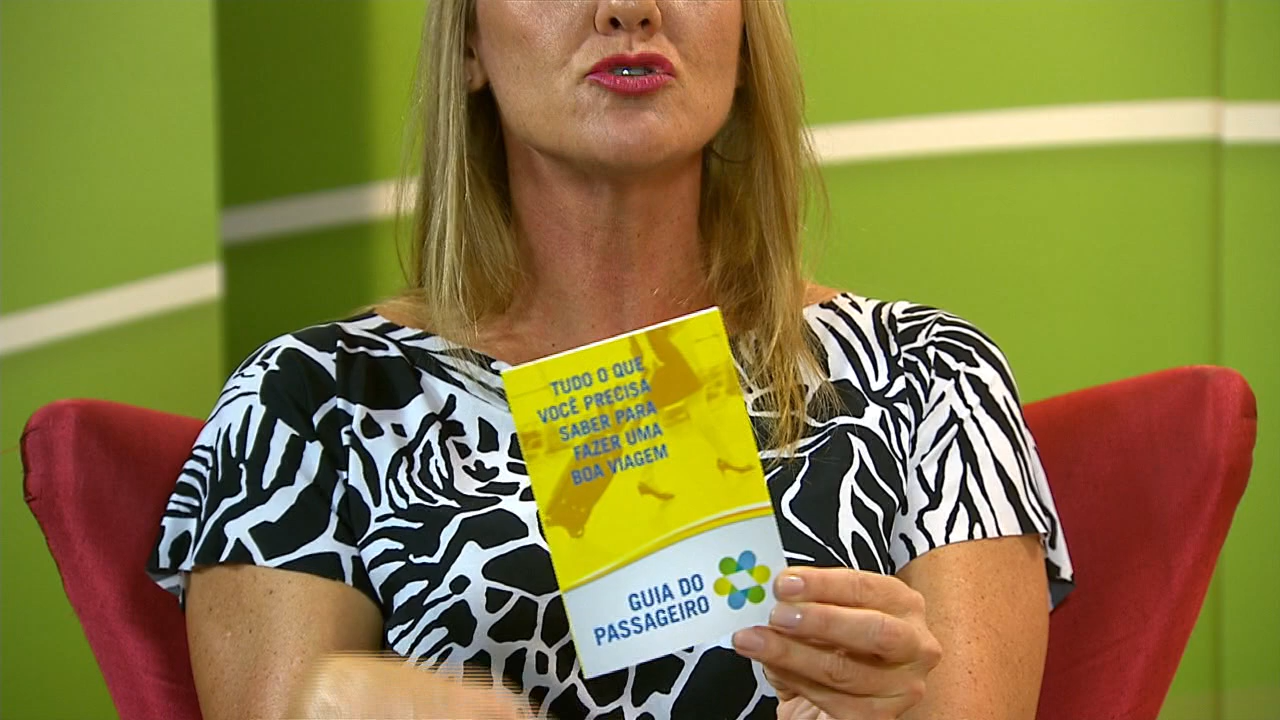 TUDO O QUE
VOCÊ PRECISA
SABER PARA
FAZER UMA
BOA VIAGEM
GUIA DO
PASSAGEIRO